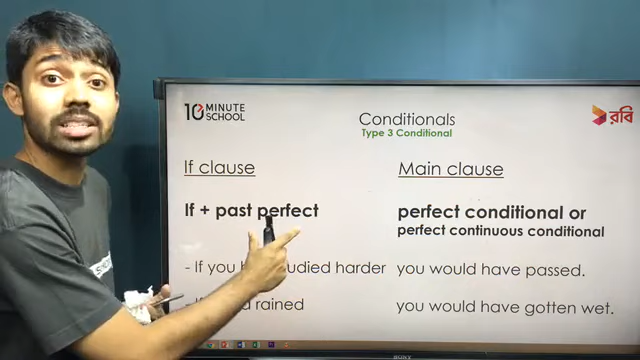 10 MINUTE SCHOOL
রবি
Conditionals
Type 3 Conditional
If clause
Main clause
If + past perfect
perfect conditional or
perfect continuous conditional
- If you harder
you would have passed.
rained
you would have gotten wet.
SONY